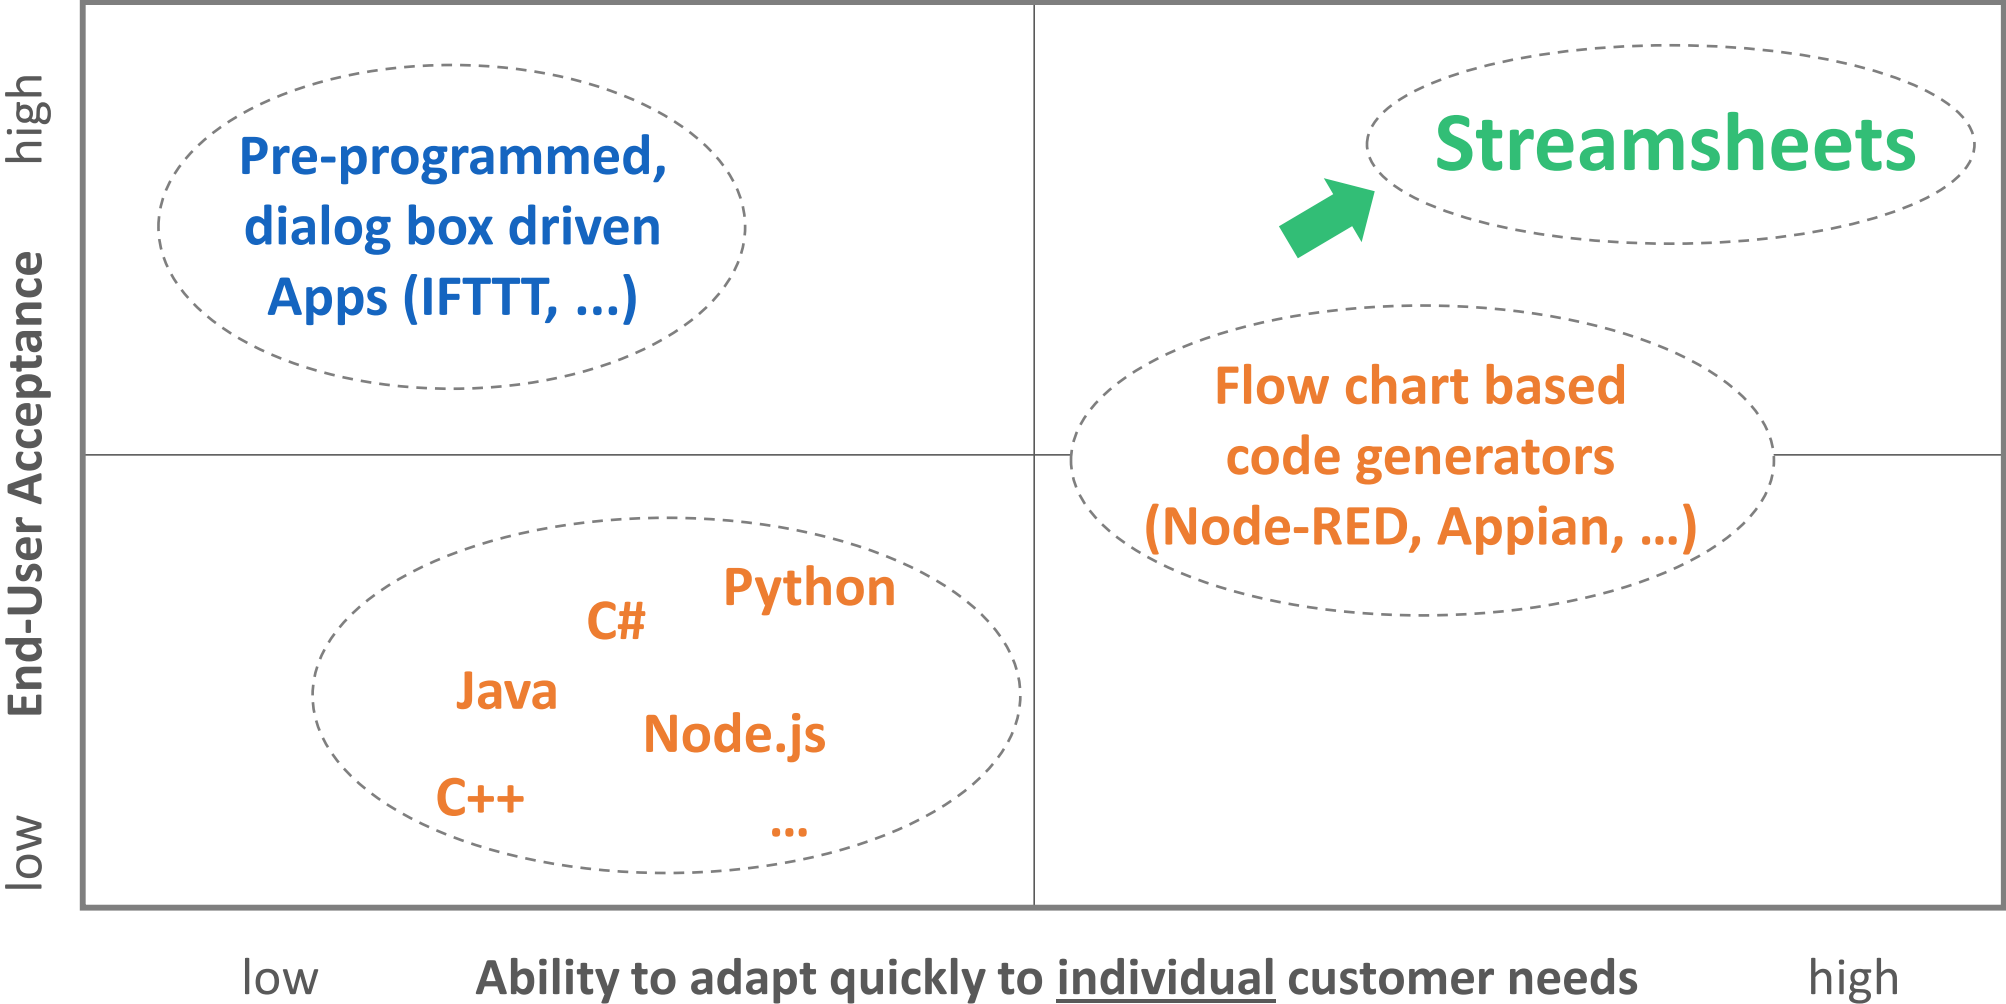 high
End-User Acceptance
low
Pre-programmed,
dialog box driven
Apps (IFTTT, ...)
Streamsheets
Flow chart based
code generators
(Node-RED, Appian, ...)
Python
C#
Java
Node.js
C++
...
low
Ability to adapt quickly to individual customer needs
high